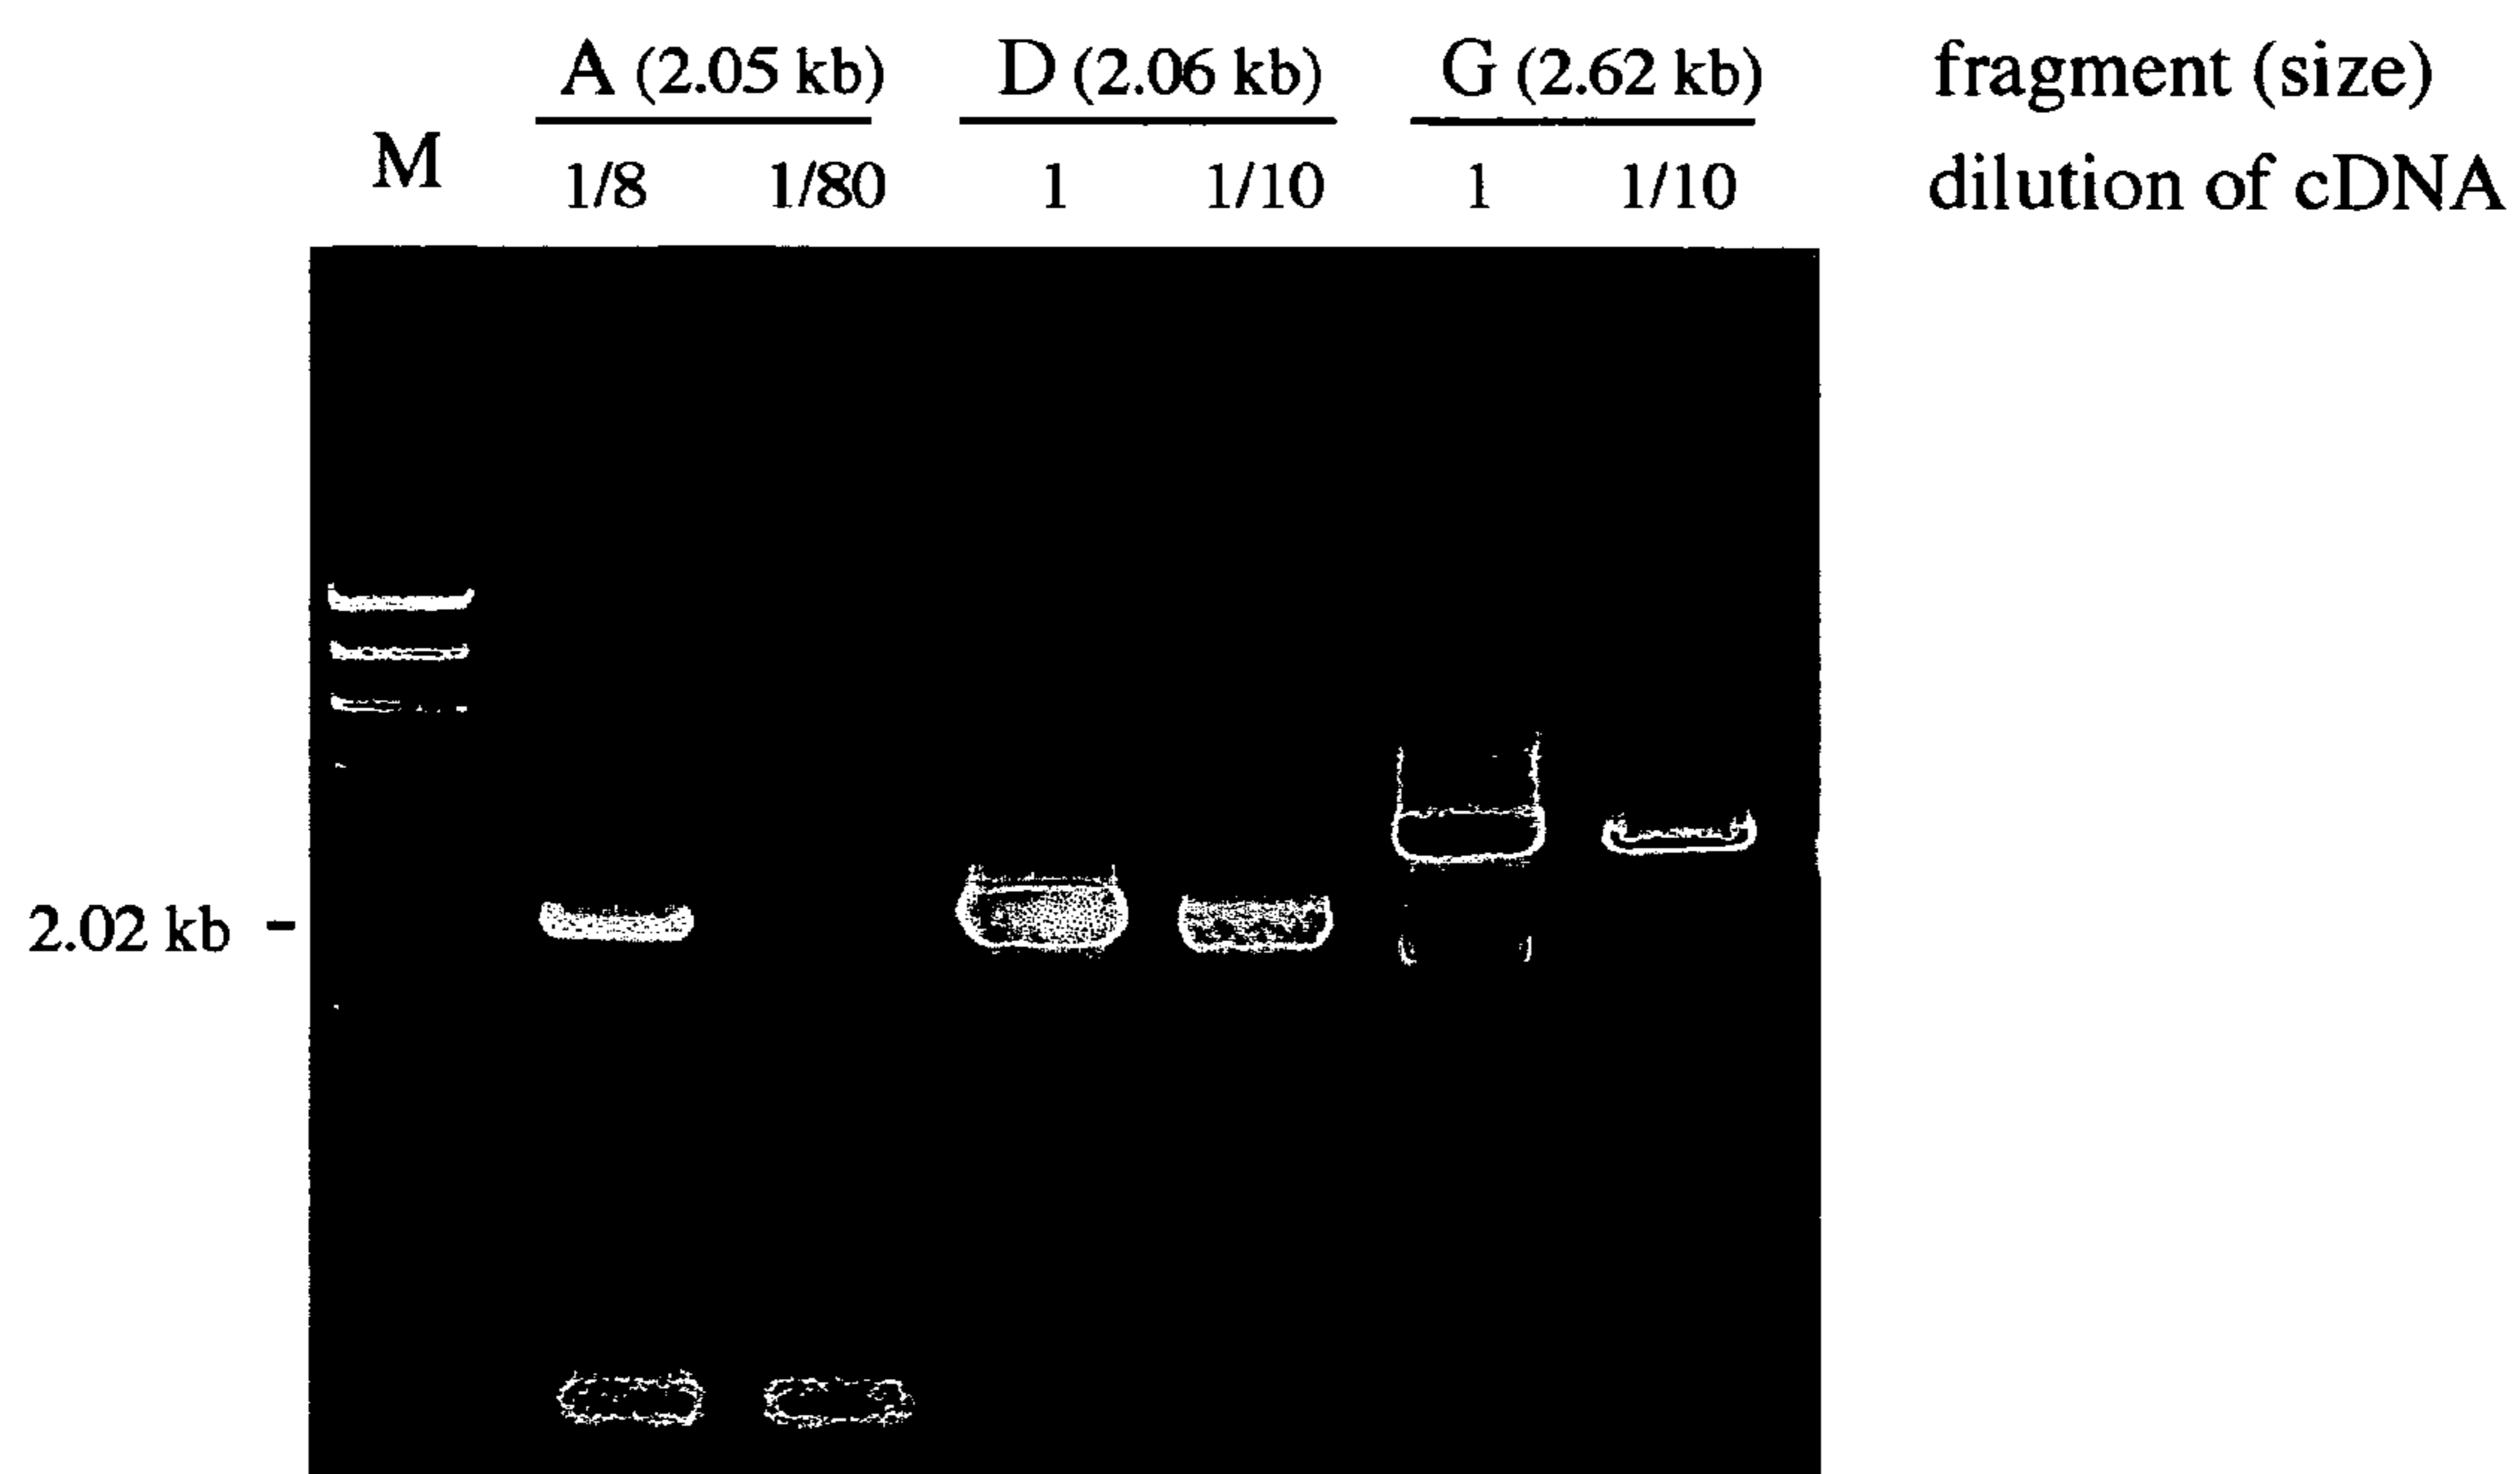 A (2.05 kb) D (2.06 kb) G (2.62 kb) fragment (size)
M 1/8 1/80 1 1/10 1 1/10 dilution of cDNA
2.02 kb -